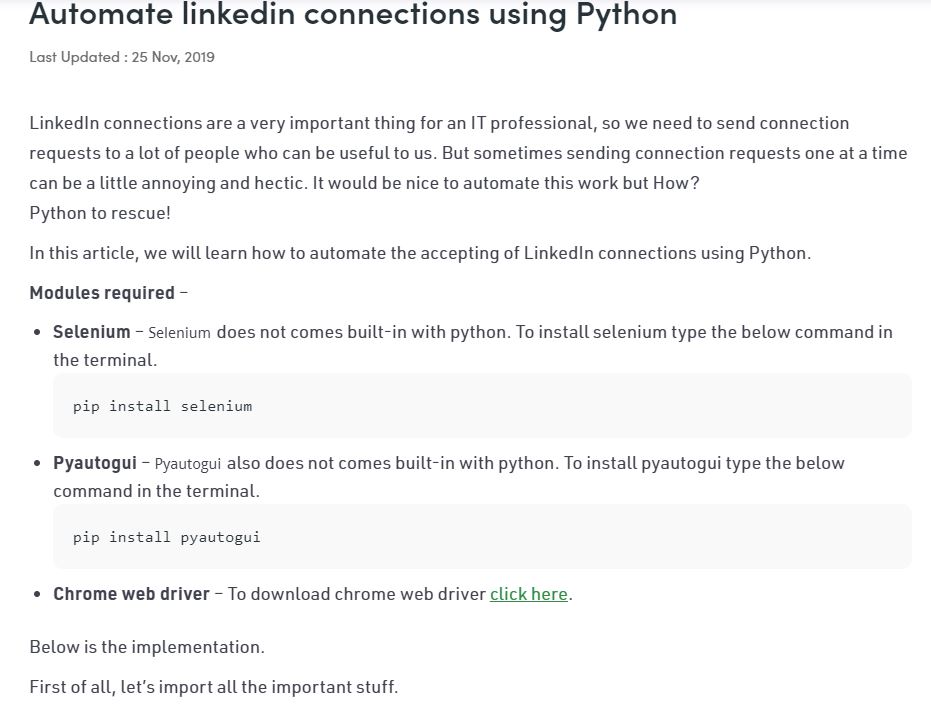 Automate linkedin connections using Python
Last Updated : 25 Nov, 2019
LinkedIn connections are a very important thing for an IT professional, so we need to send connection
requests to a lot of people who can be useful to us. But sometimes sending connection requests one at a time
can be a little annoying and hectic. It would be nice to automate this work but How?
Python to rescue!
In this article, we will learn how to automate the accepting of LinkedIn connections using Python.
Modules required –
• Selenium – Selenium does not comes built-in with python. To install selenium type the below command in
the terminal.
pip install selenium
• Pyautogui – Pyautogui also does not comes built-in with python. To install pyautogui type the below
command in the terminal.
pip install pyautogui
• Chrome web driver – To download chrome web driver click here.
Below is the implementation.
First of all, let’s import all the important stuff.